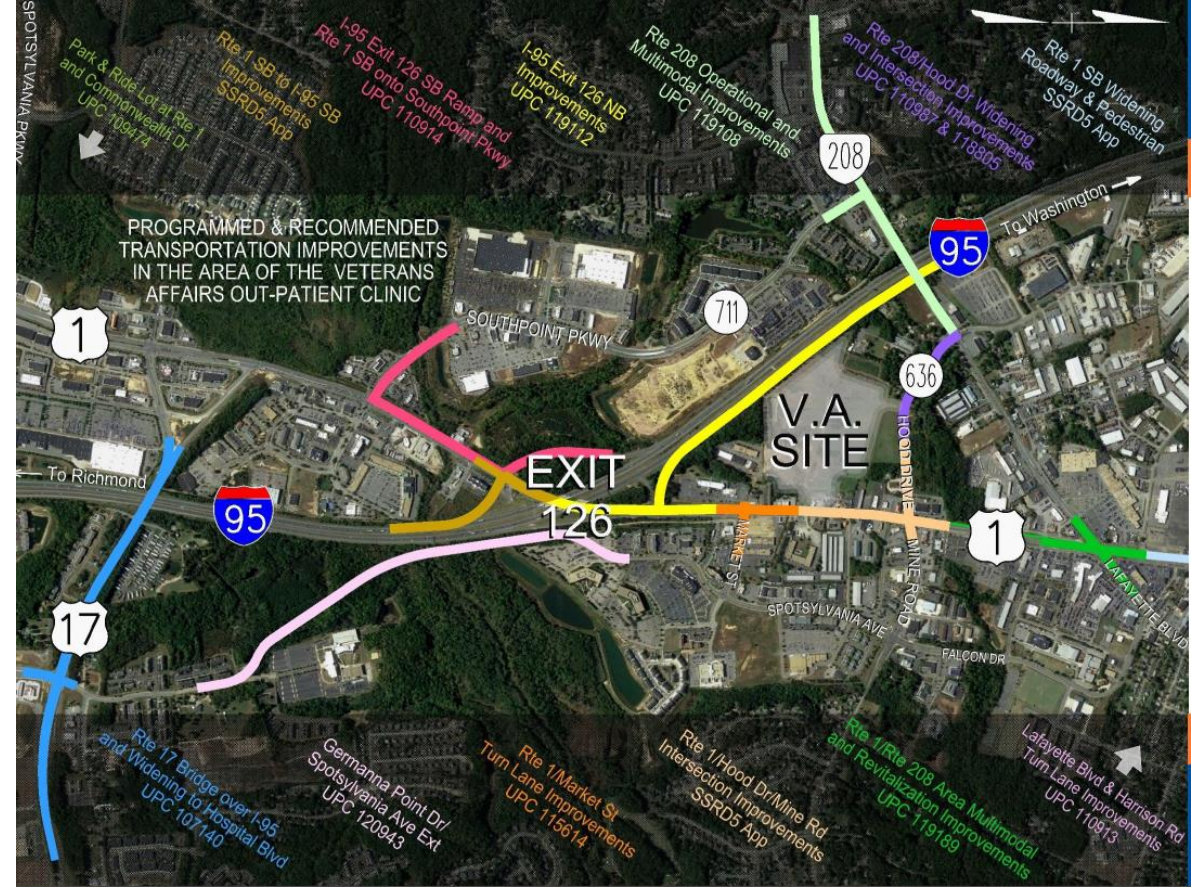 SPOTSYLVANIA PKWY
Park & Ride Lot at Rte 1
and Commonwealth Dr
UPC 109474
Rte 1 SB to I-95 SB
Improvements
SSRD5 App
I-95 Exit 126 SB Ramp and
Rte 1 SB onto Southpoint Pkwy
UPC 110914
I-95 Exit 126 NB
Improvements
UPC 119112
Rte 208 Operational and
Multimodal Improvements
UPC 119108
Rte 208/Hood Dr Widening
and Intersection Improvements
UPC 110987 & 118805
Rte 1 SB Widening
Roadway & Pedestrian
SSRD5 App
208
To Washington
95
PROGRAMMED & RECOMMENDED
TRANSPORTATION IMPROVEMENTS
IN THE AREA OF THE VETERANS
AFFAIRS OUT-PATIENT CLINIC
1
SOUTHPOINT PKWY
711
636
V.A.
SITE
HOOD DRIVE
EXIT
126
To Richmond
95
MARKET ST
1
MINE ROAD
LAFAYETTE BLVD
17
SPOTSYLVANIA AVE
FALCON DR
Rte 17 Bridge over I-95
and Widening to Hospital Blvd
UPC 107140
Germanna Point Dr/
Spotsylvania Ave Ext
UPC 120943
Rte 1/Market St
Turn Lane Improvements
UPC 115614
Rte 1/Hood Dr/Mine Rd
Intersection Improvements
SSRD5 App
Rte 1/Rte 208 Area Multimodal
and Revitalization Improvements
UPC 119189
Lafayette Blvd & Harrison Rd
Turn Lane Improvements
UPC 110913